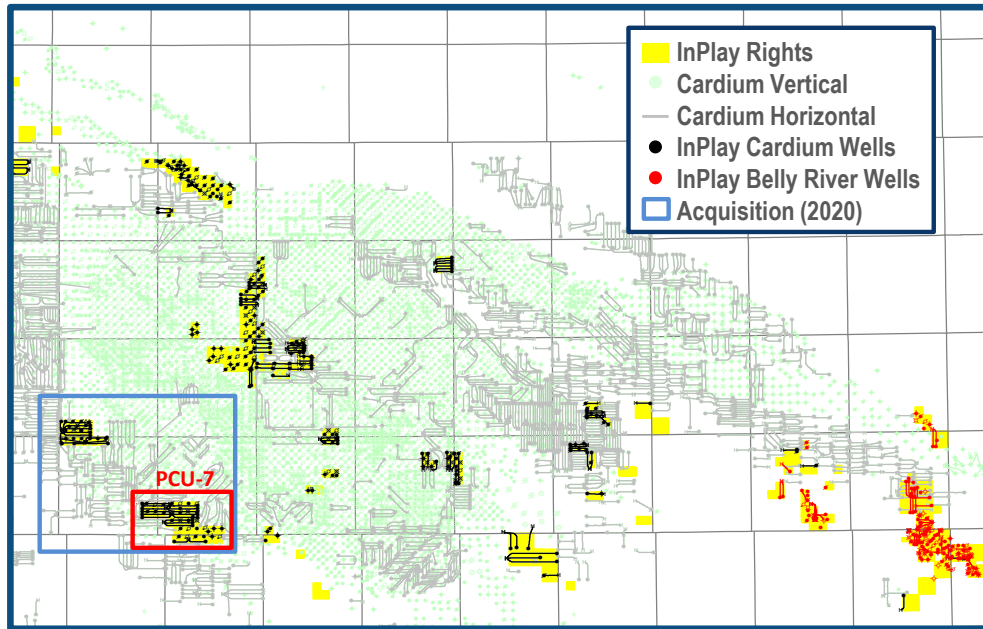 InPlay Rights
Cardium Vertical
Cardium Horizontal
InPlay Cardium Wells
InPlay Belly River Wells
Acquisition (2020)
PCU-7